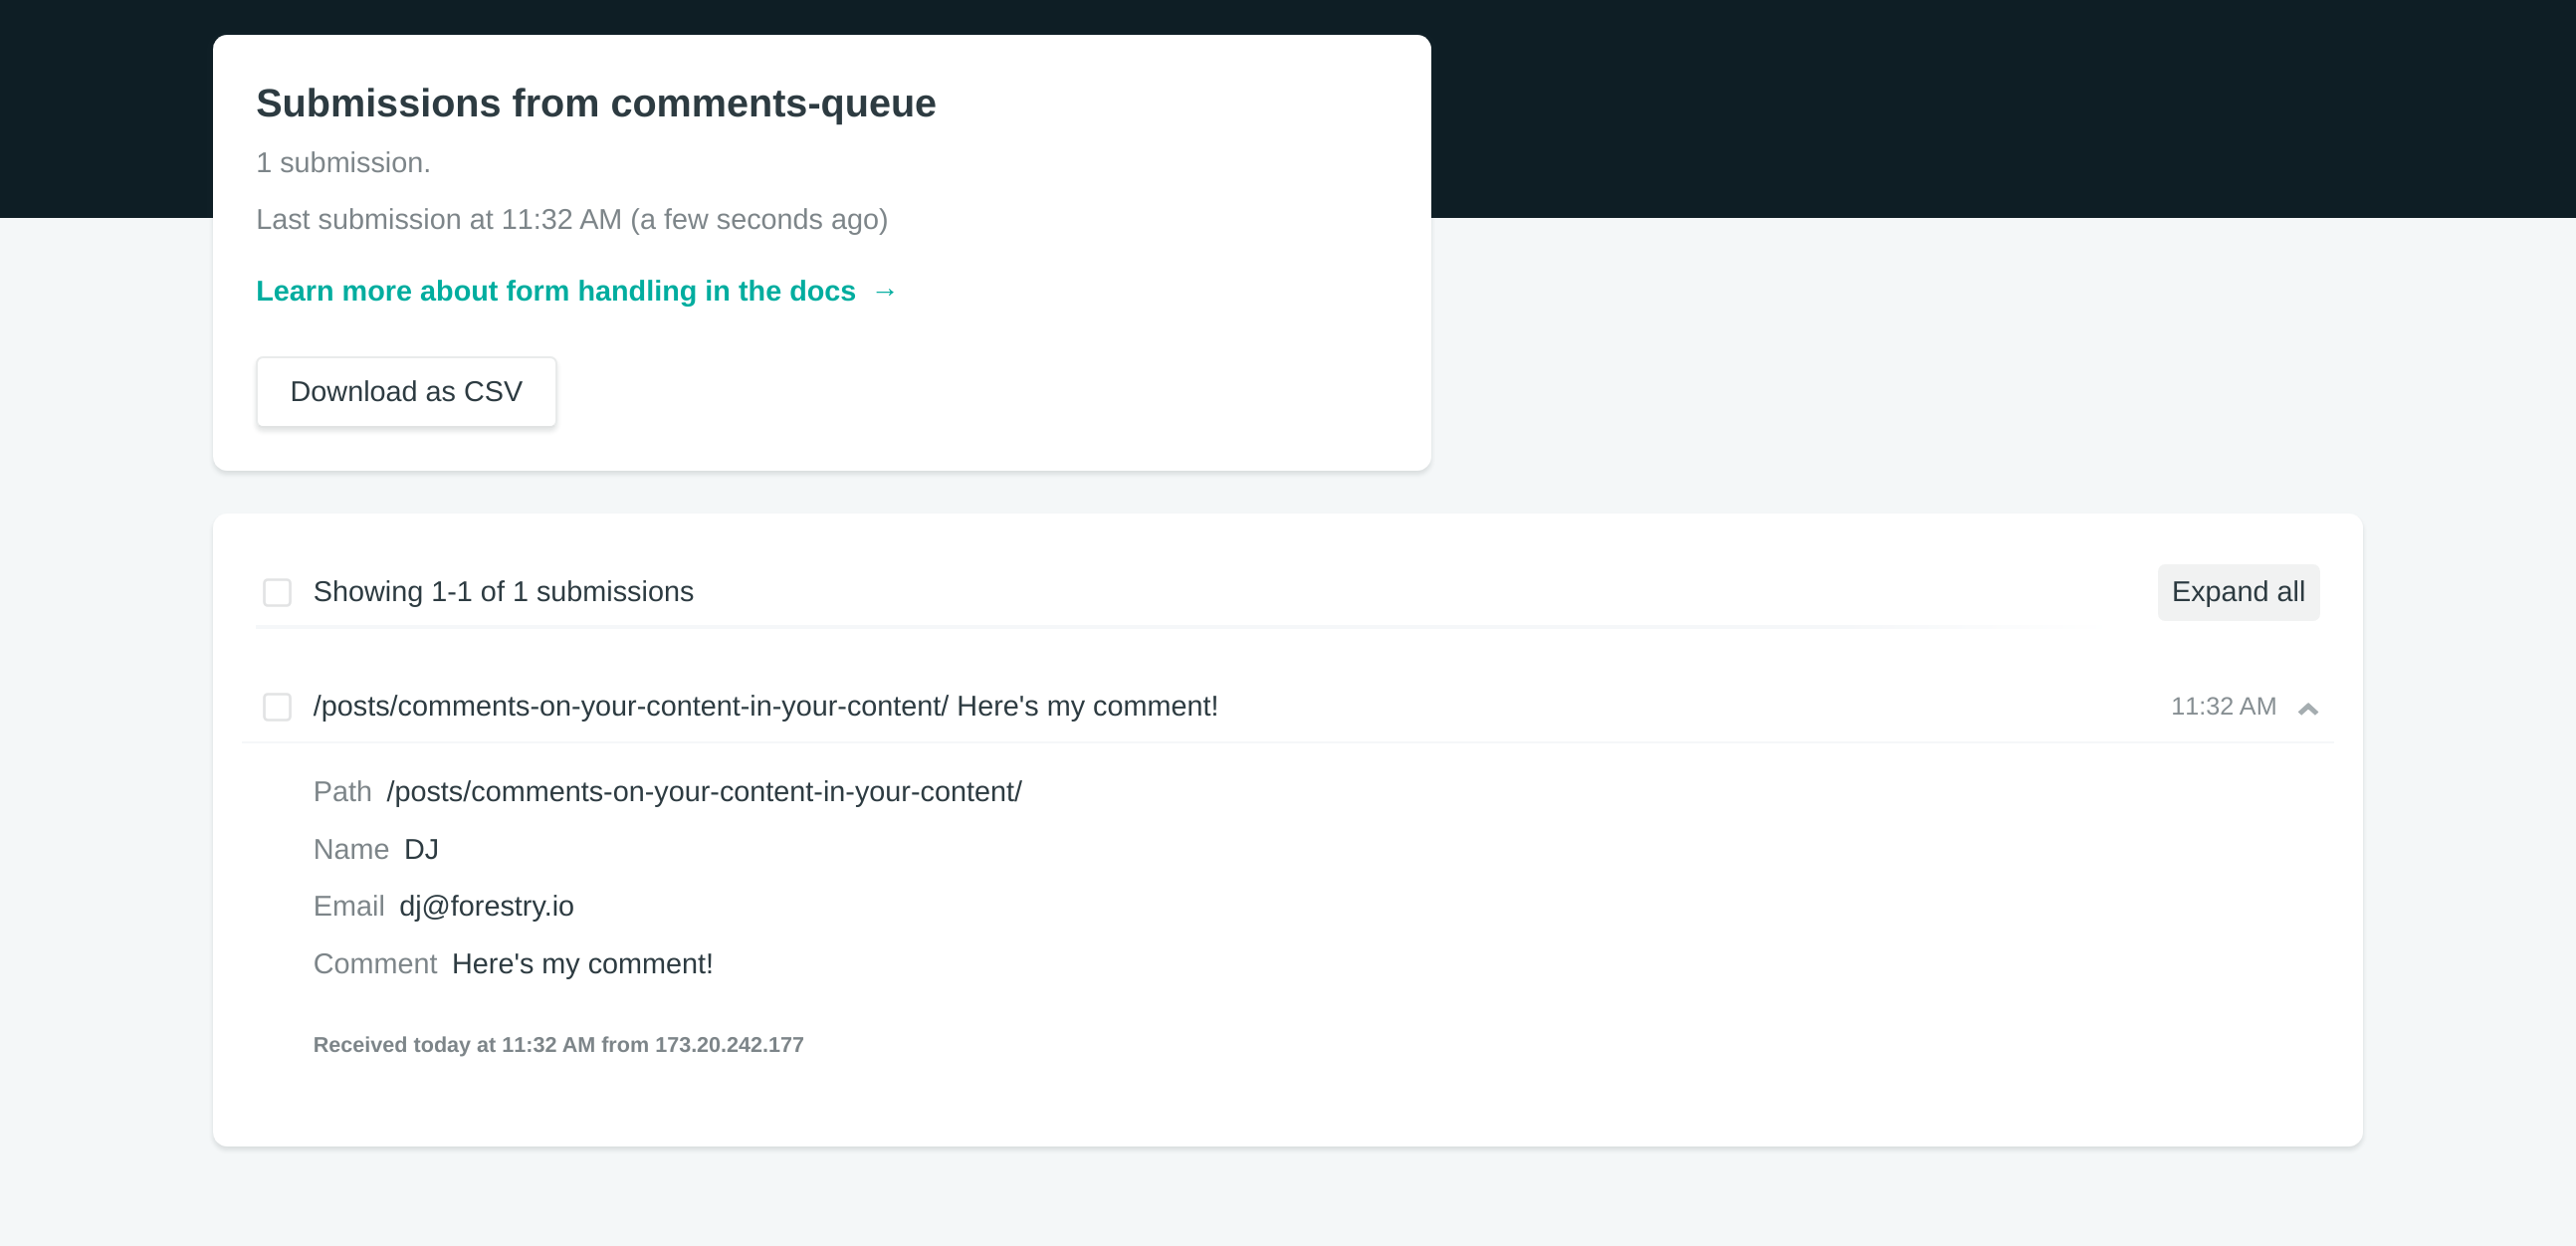 Submissions from comments-queue
1 submission.
Last submission at 11:32 AM (a few seconds ago)
Learn more about form handling in the docs →
Download as CSV
Showing 1-1 of 1 submissions
Expand all
/posts/comments-on-your-content-in-your-content/ Here's my comment!
11:32 AM
Path /posts/comments-on-your-content-in-your-content/
Name DJ
Email dj@forestry.io
Comment Here's my comment!
Received today at 11:32 AM from 173.20.242.177